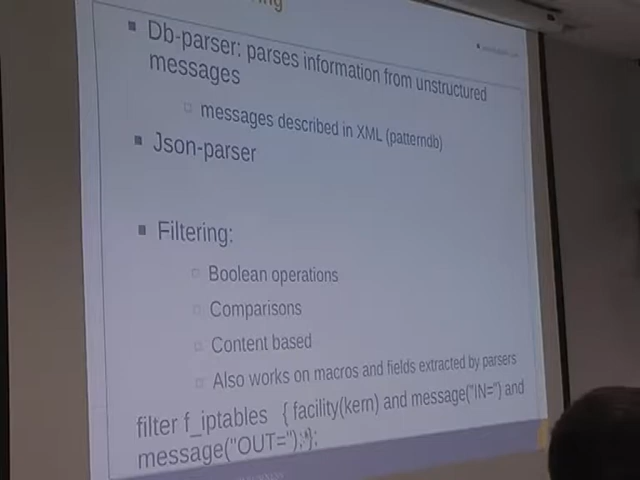 Db-parser: parses information from unstructured
messages
messages described in XML (patterndb)
Json-parser
Filtering:
Boolean operations
Comparisons
Content based
Also works on macros and fields extracted by parsers
filter f_iptables { facility(kern) and message("IN=") and
message("OUT="); };